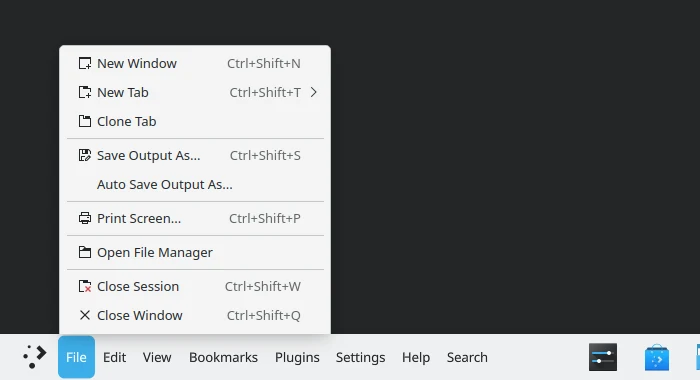 New Window Ctrl+Shift+N
New Tab Ctrl+Shift+T
Clone Tab
Save Output As... Ctrl+Shift+S
Auto Save Output As...
Print Screen... Ctrl+Shift+P
Open File Manager
Close Session Ctrl+Shift+W
Close Window Ctrl+Shift+Q
File Edit View Bookmarks Plugins Settings Help Search